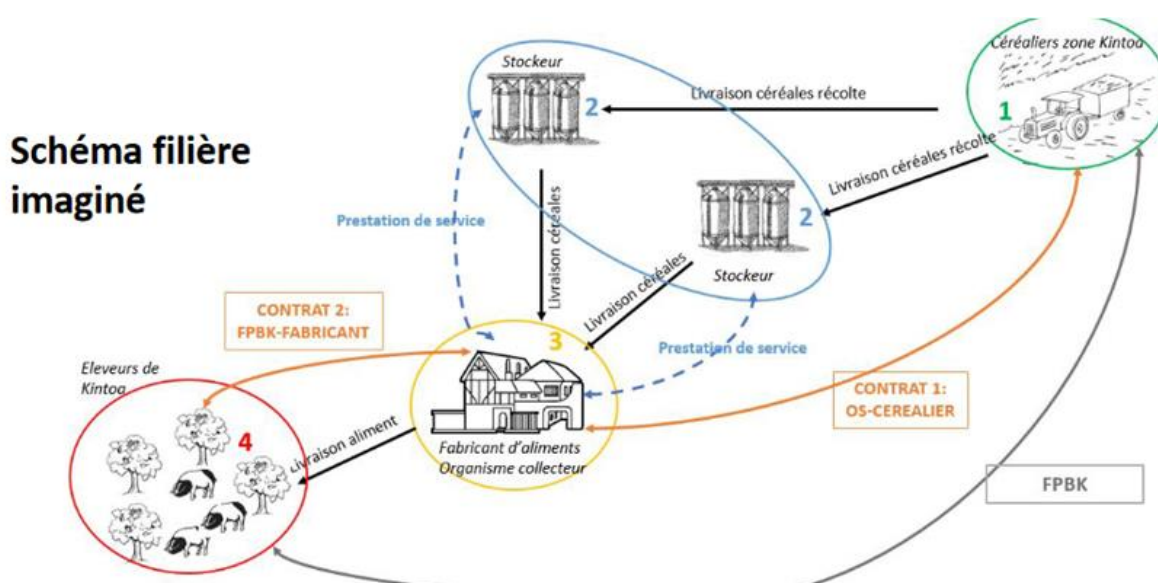 Schéma filière
imaginé
Stockeur
2
Livraison céréales récolte
Céréaliers zone Kintoa
1
Livraison céréales récolte
2
Stockeur
Prestation de service
Livraison céréales
Livraison céréales
CONTRAT 2:
FPBK-FABRICANT
3
Prestation de service
CONTRAT 1:
OS-CEREALIER
Eleveurs de
Kintoa
4
Livraison aliment
Fabricant d'aliments
Organisme collecteur
FPBK